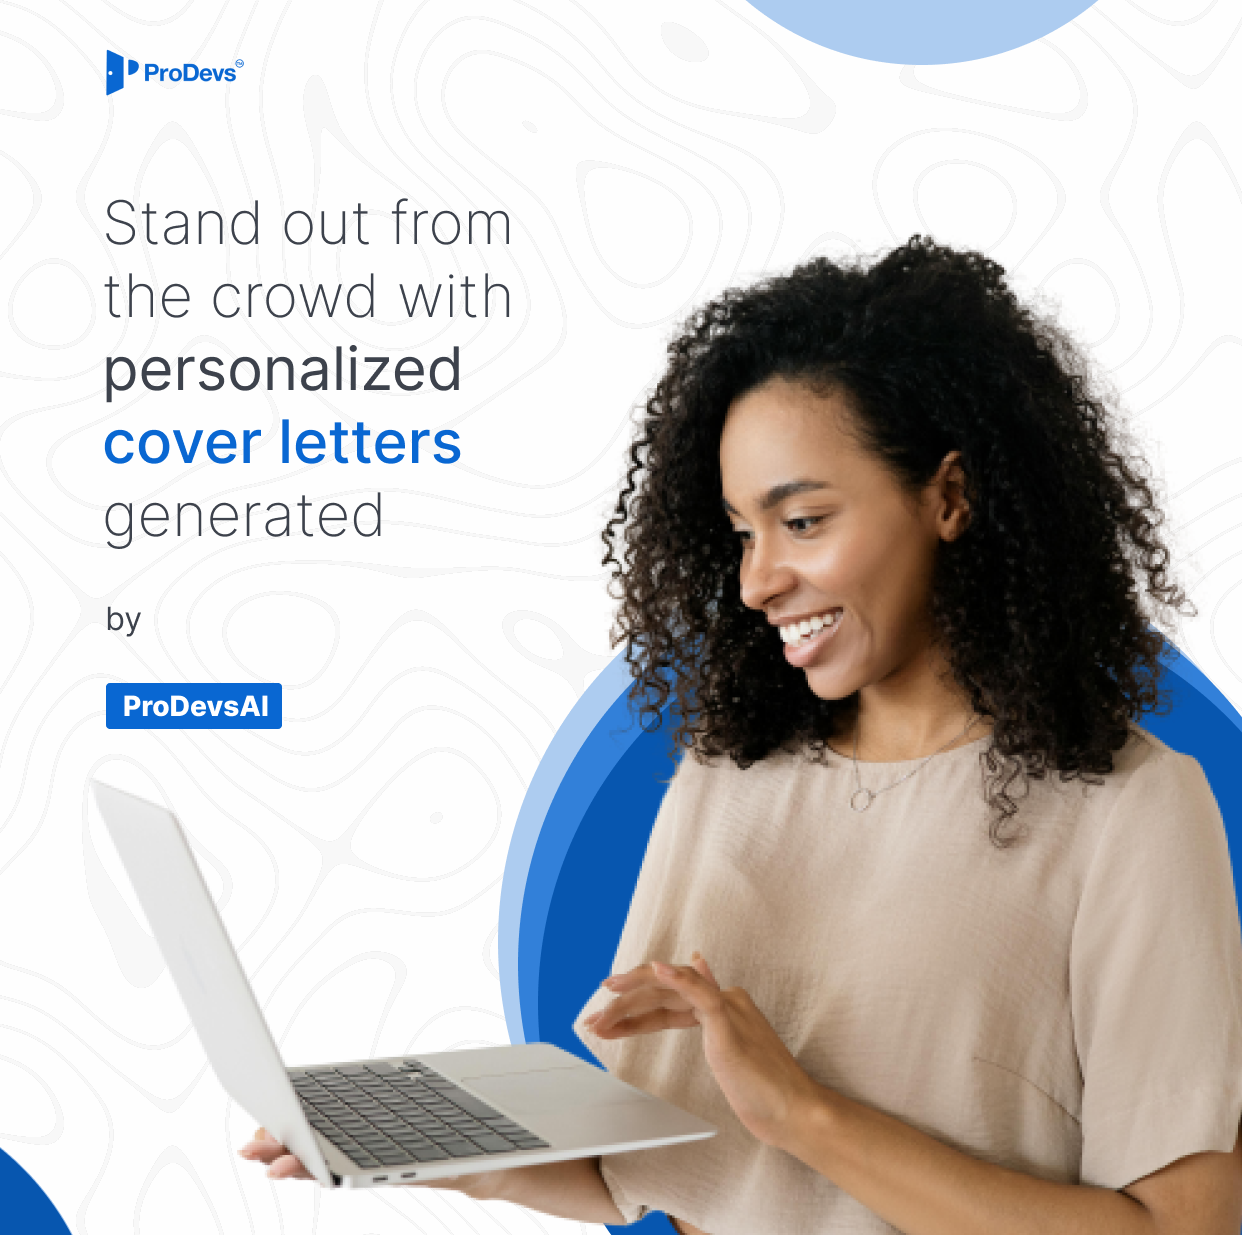 ProDevs
Stand out from
the crowd with
personalized
cover letters
generated
by
ProDevsAI